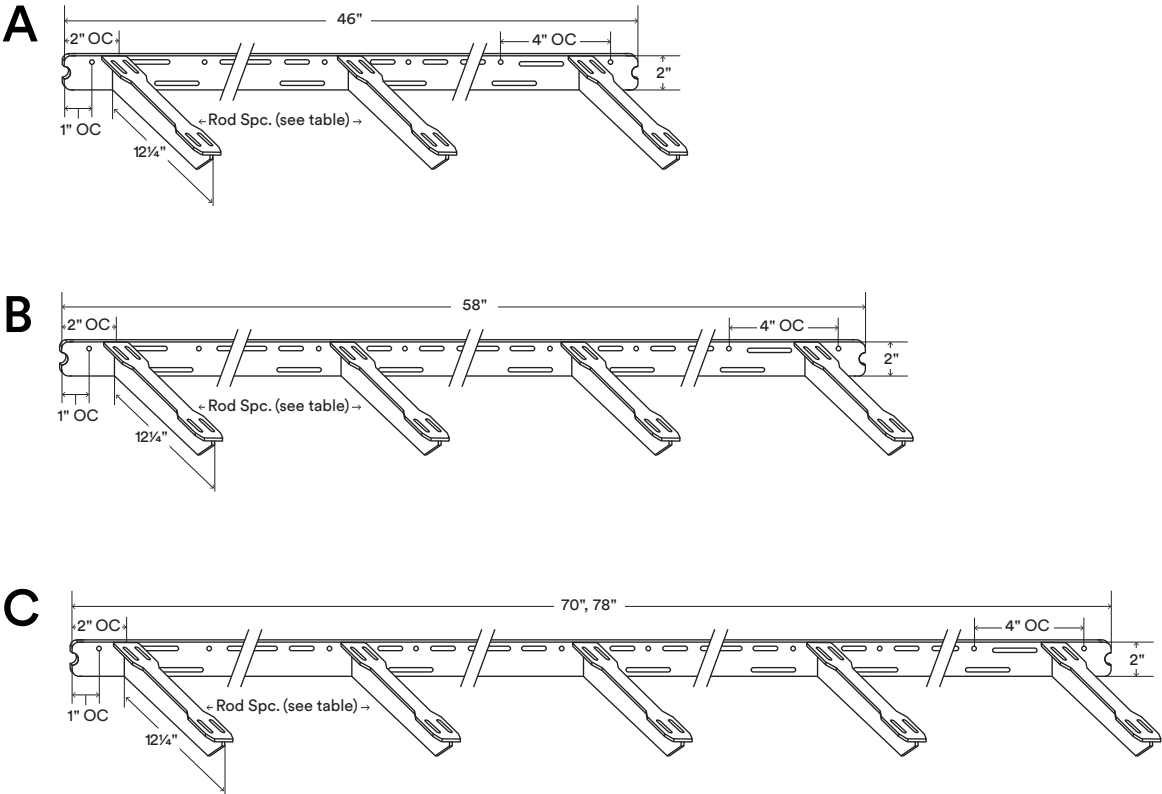 A
46"
2" OC
4" OC
2"
1" OC
Rod Spc. (see table)
12¼"
B
58"
2" OC
4" OC
2"
1" OC
Rod Spc. (see table)
12¼"
C
70", 78"
2" OC
4" OC
2"
1" OC
Rod Spc. (see table)
12¼"